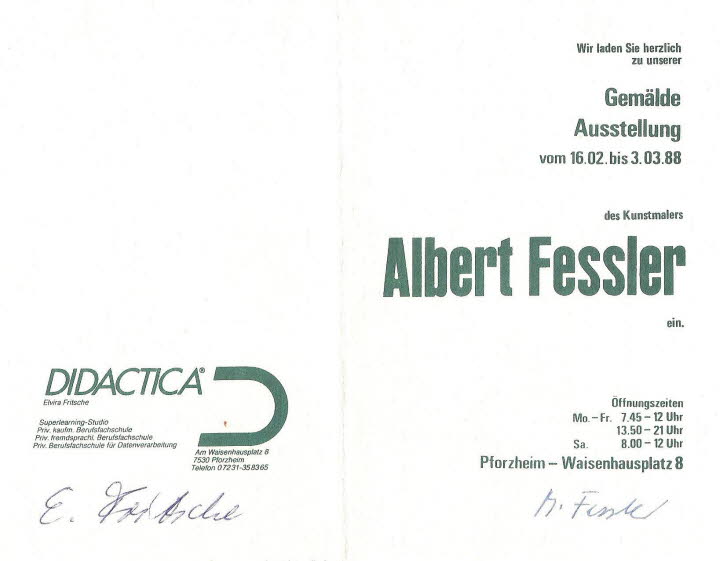 Wir laden Sie herzlich
zu unserer
Gemälde
Ausstellung
vom 16.02. bis 3.03.88
des Kunstmalers
Albert Fessler
ein.
Öffnungszeiten
Mo. – Fr. 7.45 – 12 Uhr
13.50 – 21 Uhr
Sa. 8.00 – 12 Uhr
Pforzheim – Waisenhausplatz 8
DIDACTICA®
Elvira Fritsche
Superlearning-Studio
Priv. kaufm. Berufsfachschule
Priv. fremdsprachl. Berufsfachschule
Priv. Berufsfachschule für Datenverarbeitung
Am Waisenhausplatz 8
7530 Pforzheim
Telefon 07231-358365
E. Fritsche